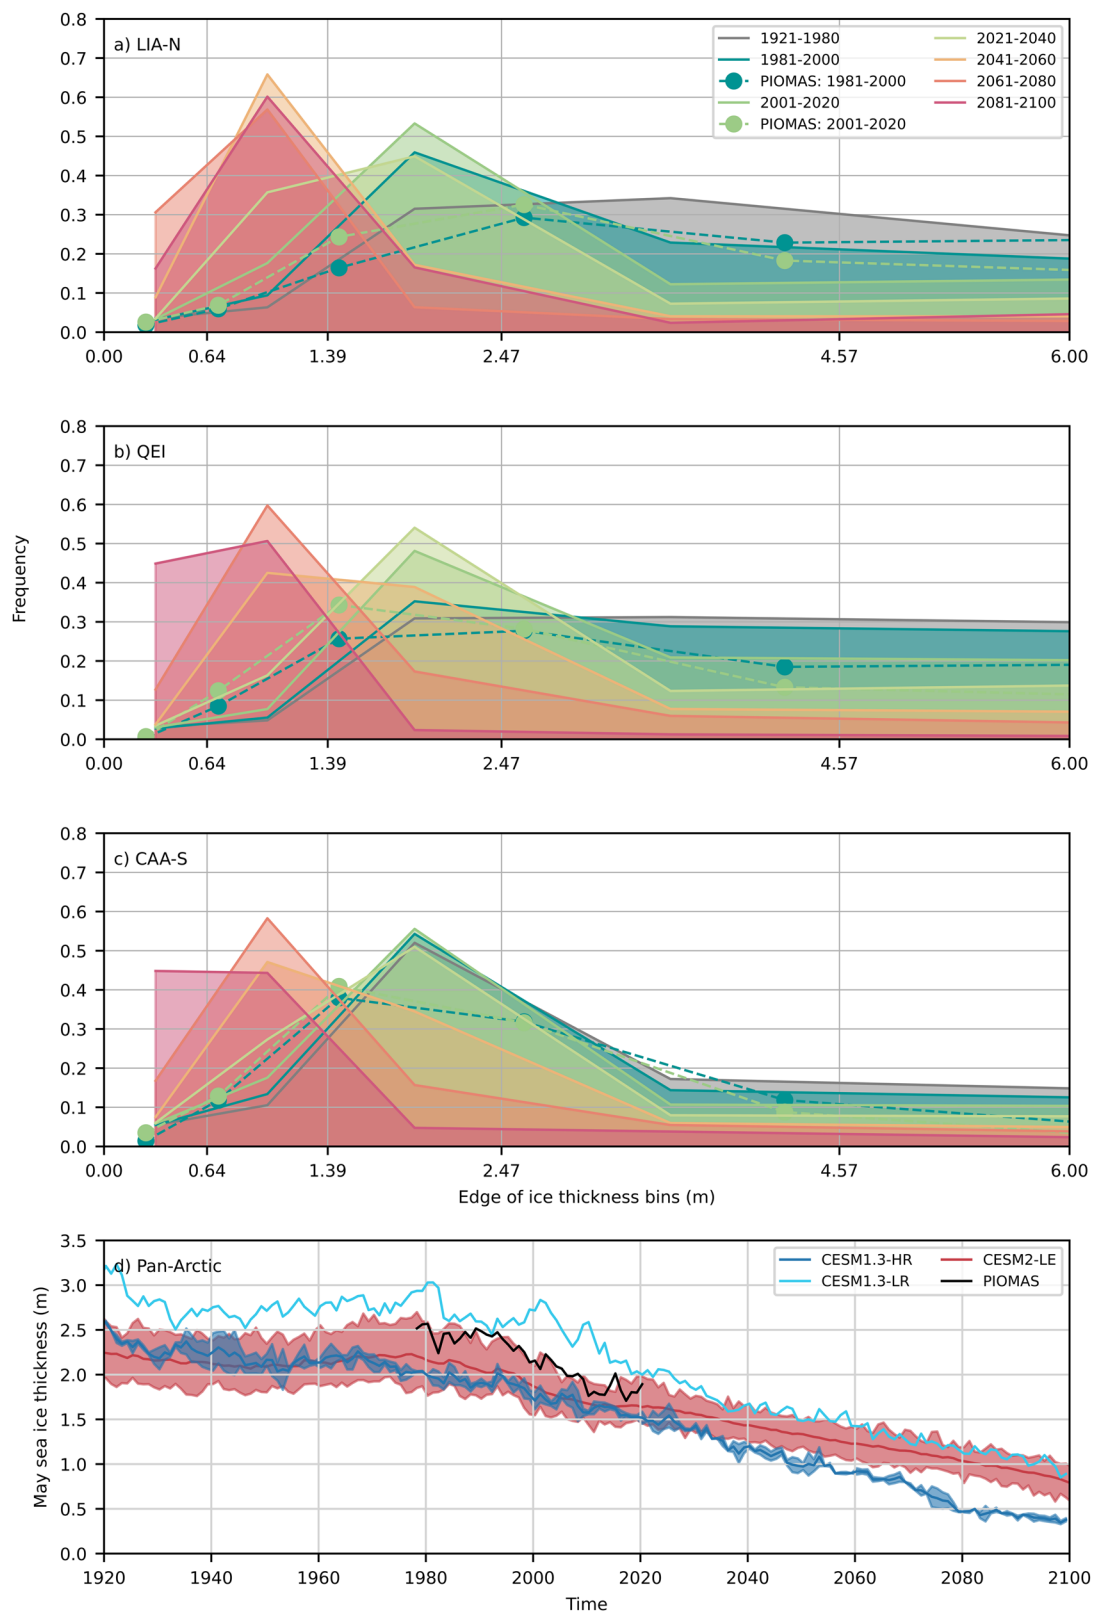 a) LIA-N
1921-1980
1981-2000
PIOMAS: 1981-2000
2001-2020
PIOMAS: 2001-2020
2021-2040
2041-2060
2061-2080
2081-2100
0.8
0.7
0.6
0.5
0.4
0.3
0.2
0.1
0.0
0.00 0.64 1.39 2.47 4.57 6.00
b) QEI
0.8
0.7
0.6
0.5
0.4
0.3
0.2
0.1
0.0
Frequency
0.00 0.64 1.39 2.47 4.57 6.00
c) CAA-S
0.8
0.7
0.6
0.5
0.4
0.3
0.2
0.1
0.0
0.00 0.64 1.39 2.47 4.57 6.00
Edge of ice thickness bins (m)
d) Pan-Arctic
CESM1.3-HR
CESM1.3-LR
CESM2-LE
PIOMAS
3.5
3.0
2.5
2.0
1.5
1.0
0.5
0.0
May sea ice thickness (m)
1920 1940 1960 1980 2000 2020 2040 2060 2080 2100
Time